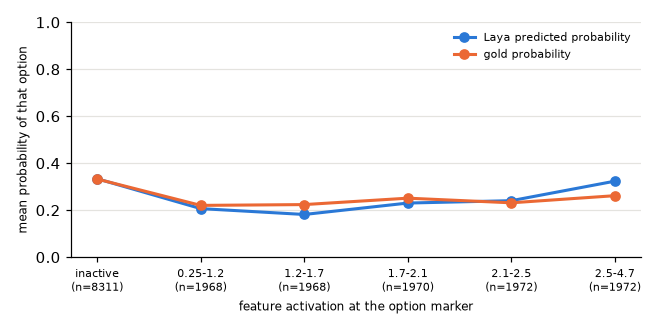 1.0
0.8
0.6
0.4
0.2
0.0
mean probability of that option
Laya predicted probability
gold probability
inactive 0.25-1.2 1.2-1.7 1.7-2.1 2.1-2.5 2.5-4.7
(n=8311) (n=1968) (n=1968) (n=1970) (n=1972) (n=1972)
feature activation at the option marker